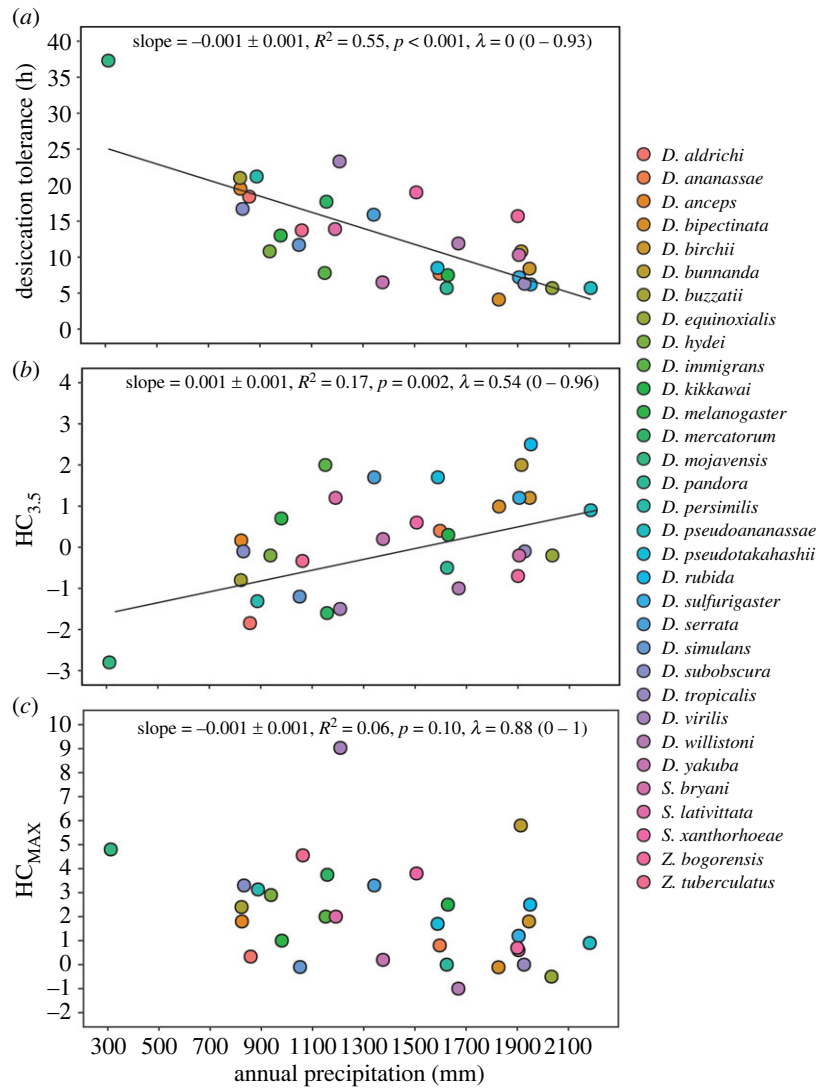 (a)
slope = –0.001 ± 0.001, R² = 0.55, p < 0.001, λ = 0 (0 – 0.93)
desiccation tolerance (h)
40
35
30
25
20
15
10
5
0
(b)
slope = 0.001 ± 0.001, R² = 0.17, p = 0.002, λ = 0.54 (0 – 0.96)
HC3.5
4
3
2
1
0
–1
–2
–3
(c)
slope = –0.001 ± 0.001, R² = 0.06, p = 0.10, λ = 0.88 (0 – 1)
HCMAX
10
9
8
7
6
5
4
3
2
1
0
–1
–2
300 500 700 900 1100 1300 1500 1700 1900 2100
annual precipitation (mm)
D. aldrichi
D. ananassae
D. anceps
D. bipectinata
D. birchii
D. bunnanda
D. buzzatii
D. equinoxialis
D. hydei
D. immigrans
D. kikkawai
D. melanogaster
D. mercatorum
D. mojavensis
D. pandora
D. persimilis
D. pseudoananassae
D. pseudotakahashii
D. rubida
D. sulfurigaster
D. serrata
D. simulans
D. subobscura
D. tropicalis
D. virilis
D. willistoni
D. yakuba
S. bryani
S. lativittata
S. xanthorhoeae
Z. bogorensis
Z. tuberculatus